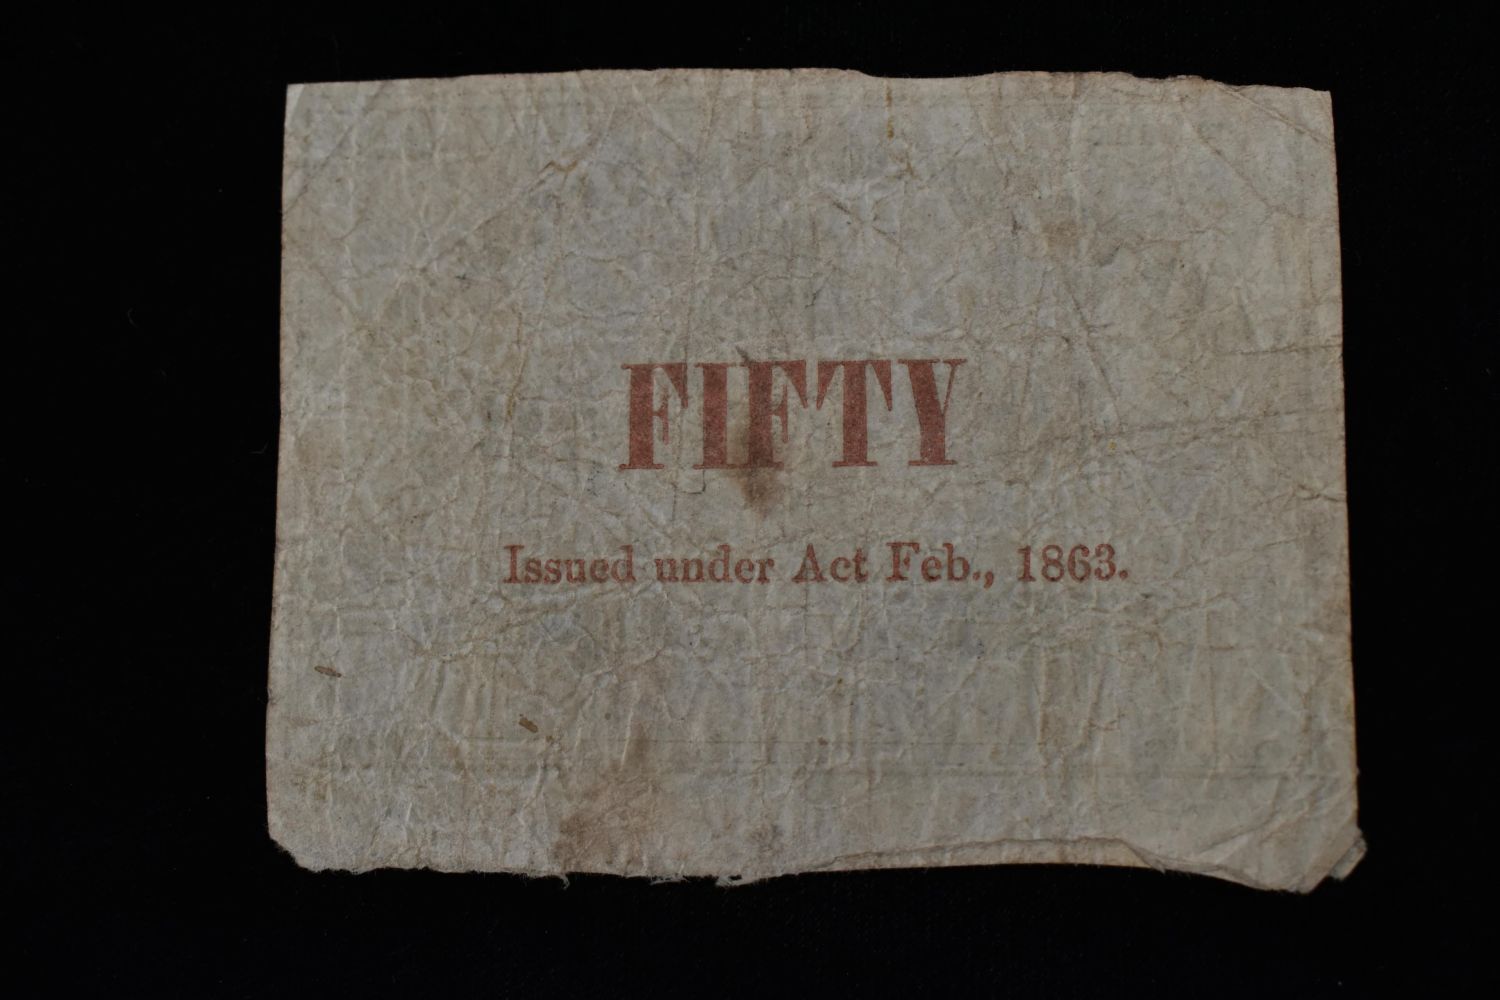 FIFTY
Issued under Act Feb., 1863.